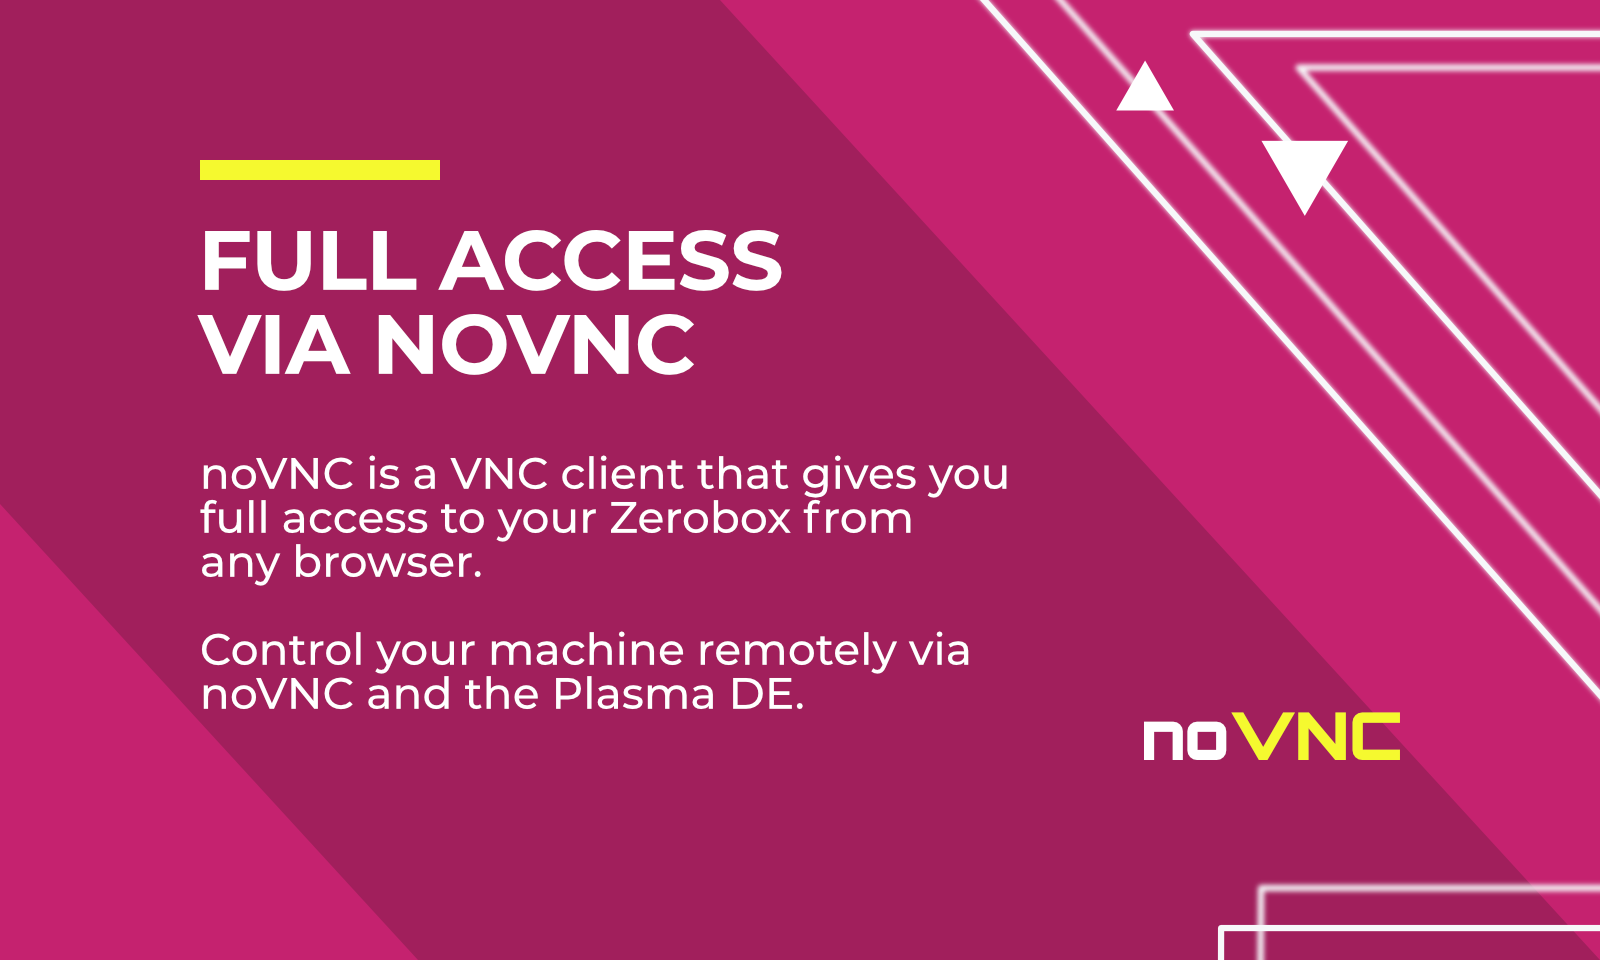 FULL ACCESS
VIA NOVNC
noVNC is a VNC client that gives you
full access to your Zerobox from
any browser.
Control your machine remotely via
noVNC and the Plasma DE.
noVNC